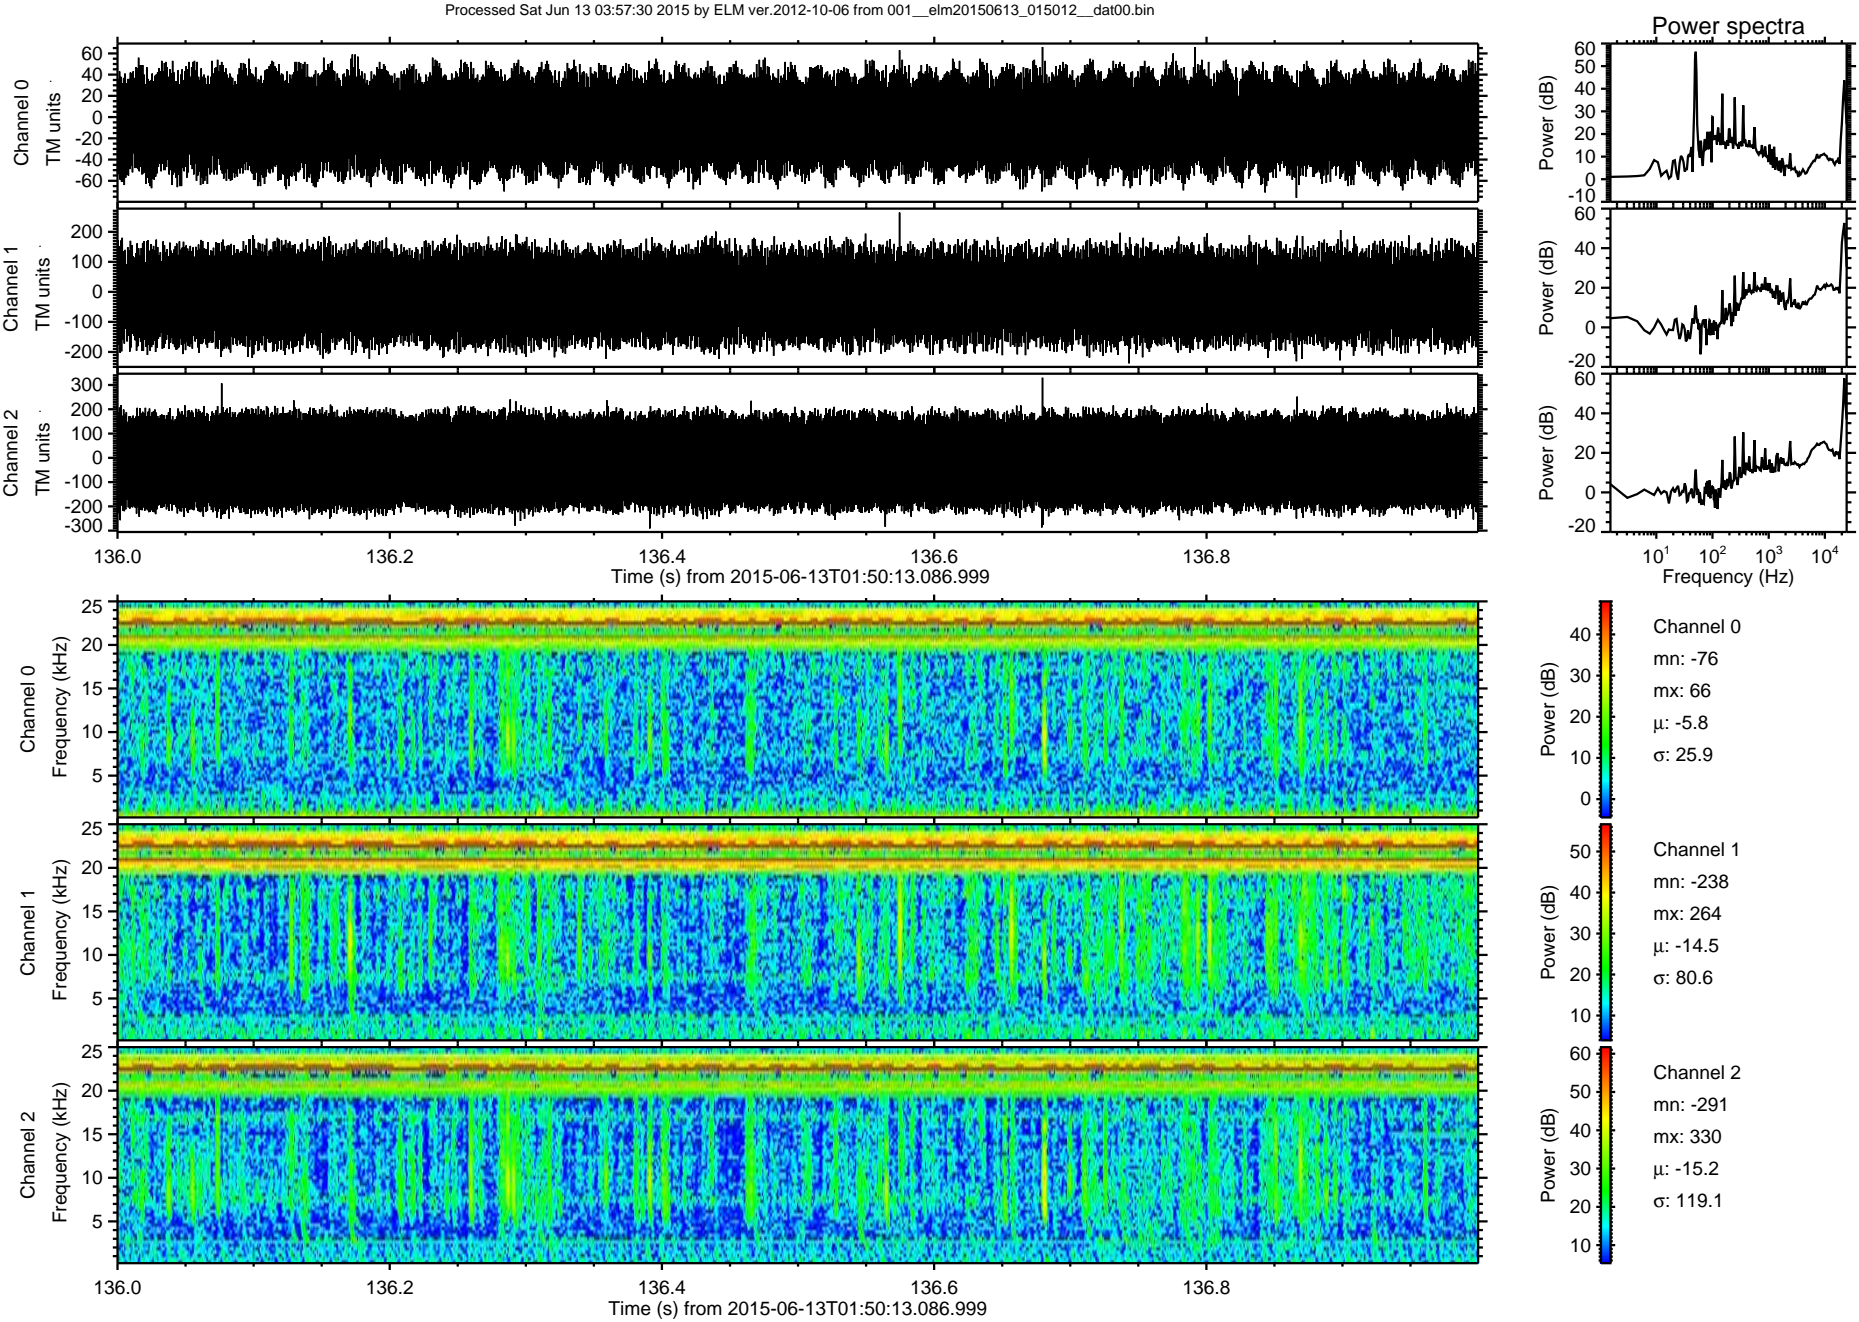 Processed Sat Jun 13 03:57:30 2015 by ELM ver.2012-10-06 from 001__elm20150613_015012__dat00.bin
Power spectra
Channel 0
TM units
60
40
20
0
-20
-40
-60
Power (dB)
60
50
40
30
20
10
0
-10
Channel 1
TM units
200
100
0
-100
-200
Power (dB)
60
40
20
0
-20
Channel 2
TM units
300
200
100
0
-100
-200
-300
Power (dB)
60
40
20
0
-20
136.0 136.2 136.4 136.6 136.8
Time (s) from 2015-06-13T01:50:13.086.999
10^1 10^2 10^3 10^4
Frequency (Hz)
Channel 0
Frequency (kHz)
25
20
15
10
5
Power (dB)
40
30
20
10
0
Channel 0
mn: -76
mx: 66
μ: -5.8
σ: 25.9
Channel 1
Frequency (kHz)
25
20
15
10
5
Power (dB)
50
40
30
20
10
Channel 1
mn: -238
mx: 264
μ: -14.5
σ: 80.6
Channel 2
Frequency (kHz)
25
20
15
10
5
Power (dB)
60
50
40
30
20
10
Channel 2
mn: -291
mx: 330
μ: -15.2
σ: 119.1
136.0 136.2 136.4 136.6 136.8
Time (s) from 2015-06-13T01:50:13.086.999